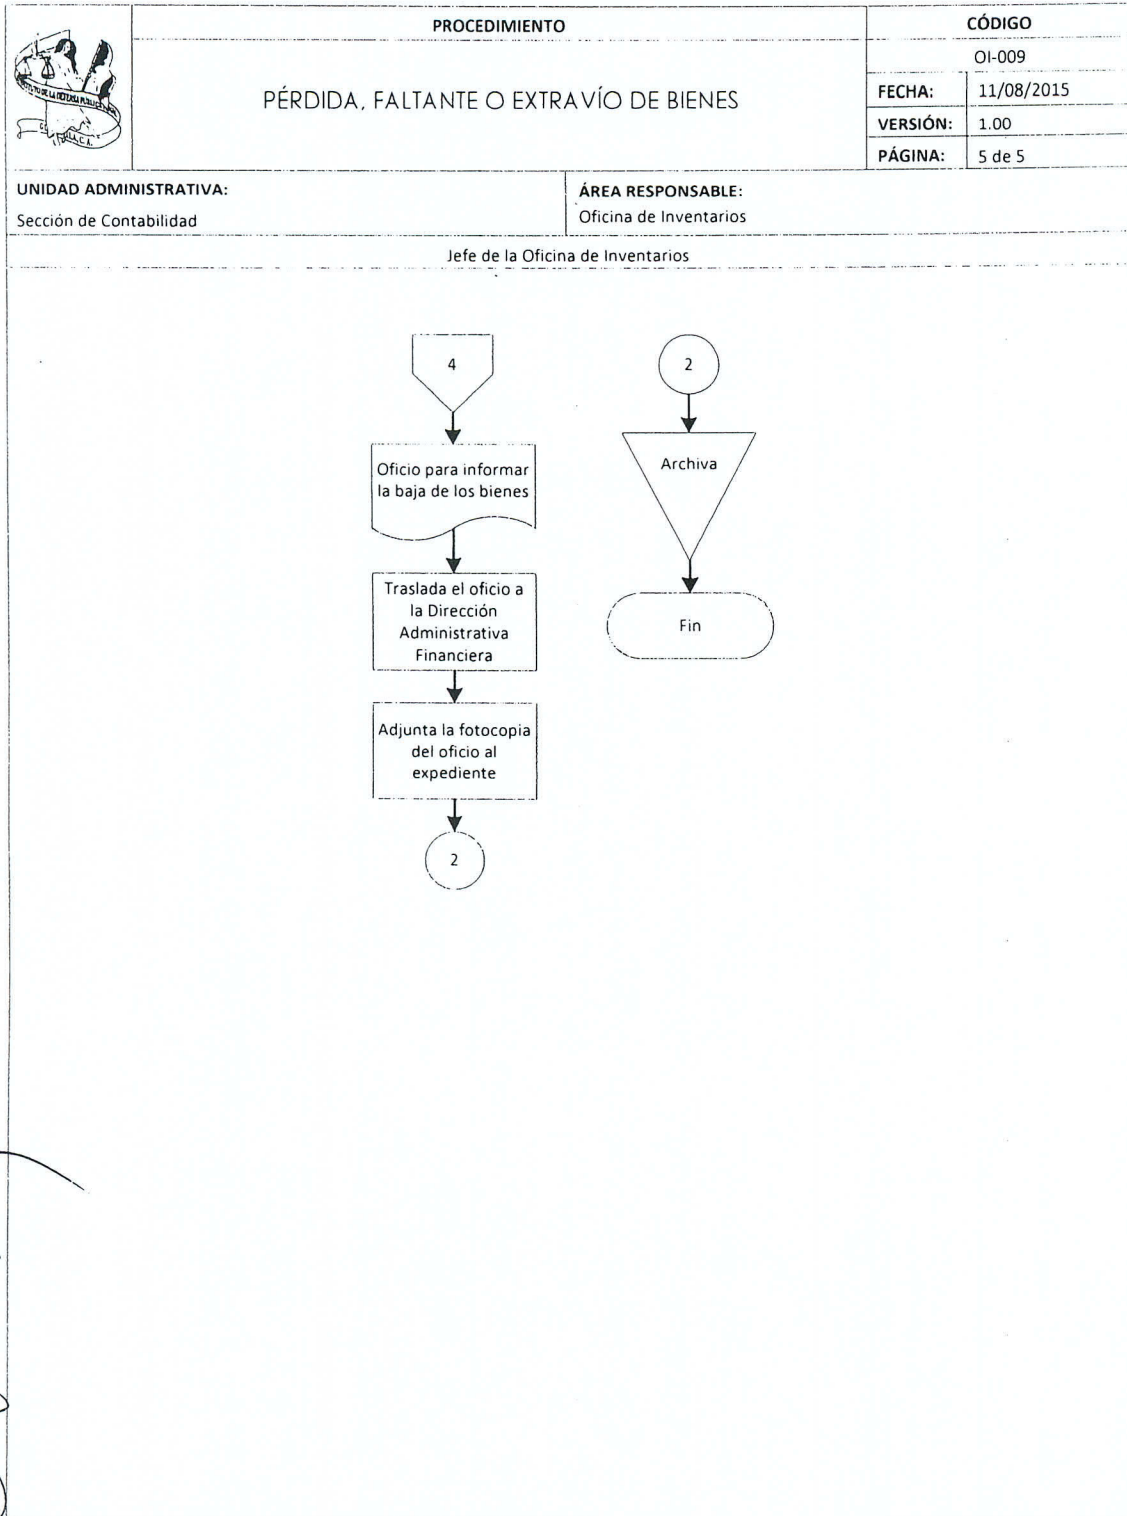 PROCEDIMIENTO
CÓDIGO
OI-009
PÉRDIDA, FALTANTE O EXTRAVÍO DE BIENES
FECHA: 11/08/2015
VERSIÓN: 1.00
PÁGINA: 5 de 5
UNIDAD ADMINISTRATIVA:
Sección de Contabilidad
ÁREA RESPONSABLE:
Oficina de Inventarios
Jefe de la Oficina de Inventarios
4
Oficio para informar
la baja de los bienes
Traslada el oficio a
la Dirección
Administrativa
Financiera
Adjunta la fotocopia
del oficio al
expediente
2
2
Archiva
Fin